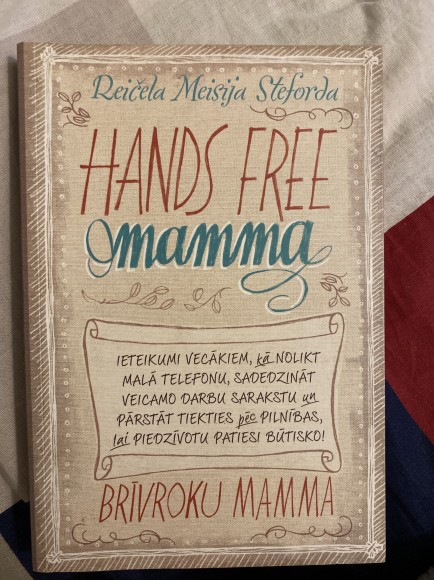 Reičela Meisija Steforda
HANDS FREE
mamma
IETEIKUMI VECĀKIEM, kā NOLIKT
MALĀ TELEFONU, SADEDZINĀT
VEICAMO DARBU SARAKSTU un
PĀRSTĀT TIEKTIES pēc PILNĪBAS,
lai PIEDZĪVOTU PATIESI BŪTISKO!
BRĪVROKU MAMMA